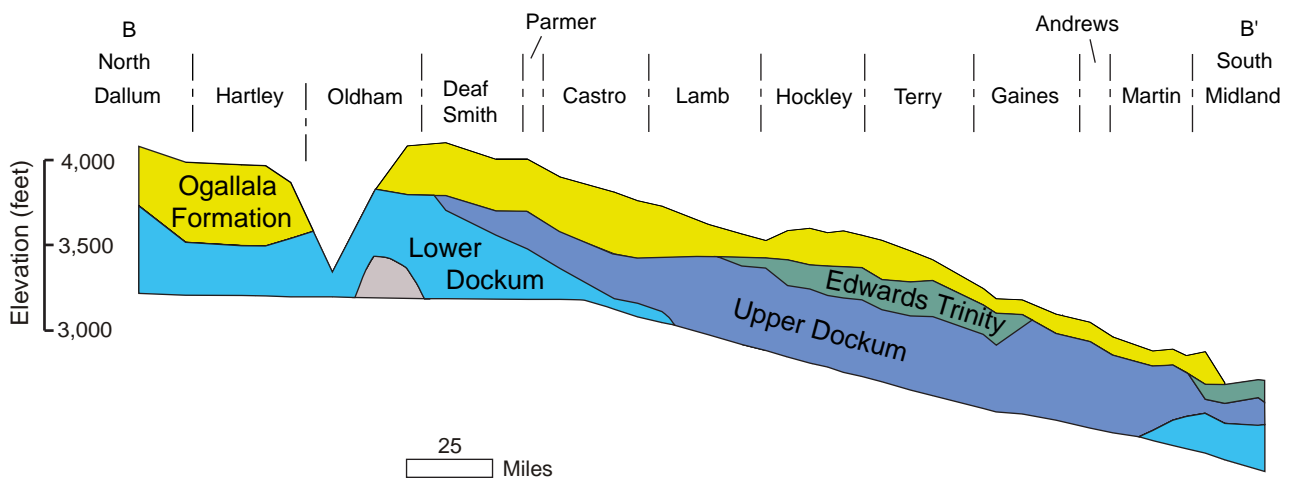 B
North
Dallum
Hartley
Oldham
Deaf
Smith
Parmer
Castro
Lamb
Hockley
Terry
Gaines
Andrews
Martin
B'
South
Midland
Elevation (feet)
4,000
3,500
3,000
Ogallala
Formation
Lower
Dockum
Edwards Trinity
Upper Dockum
25
Miles